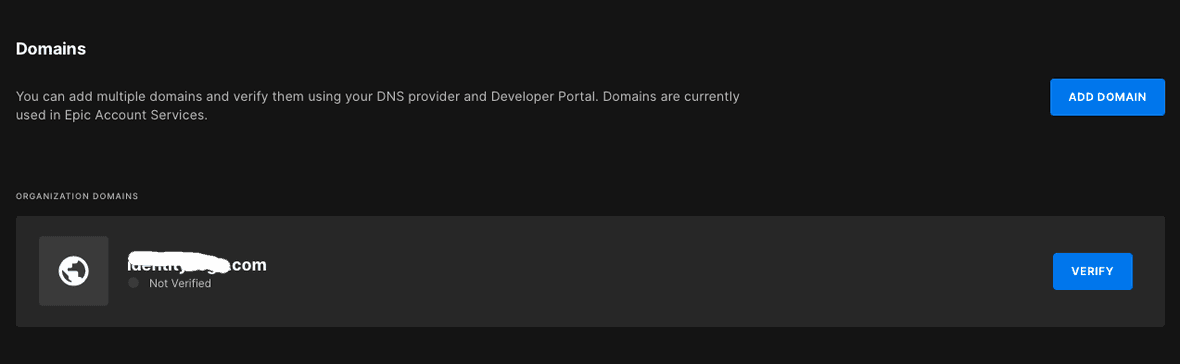 Domains
You can add multiple domains and verify them using your DNS provider and Developer Portal. Domains are currently
used in Epic Account Services.
ADD DOMAIN
ORGANIZATION DOMAINS
.com
Not Verified
VERIFY